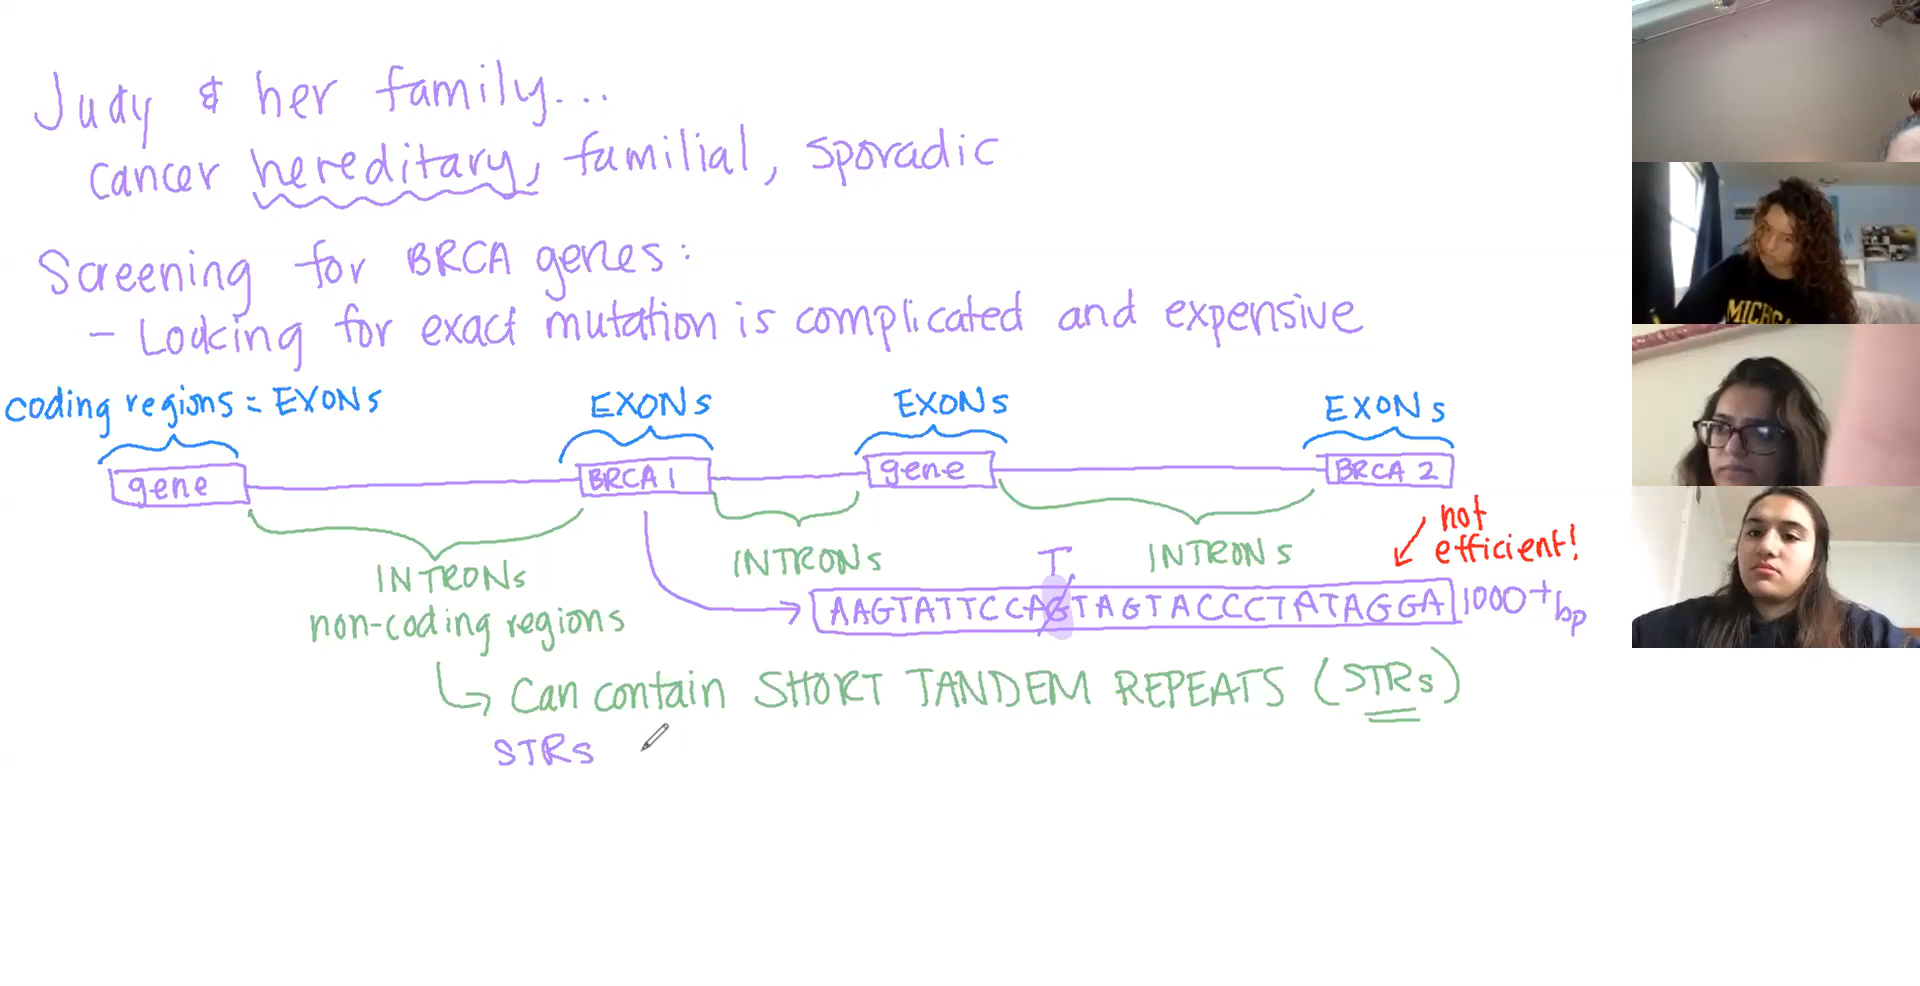 Judy & her family...
cancer hereditary, familial, sporadic
Screening for BRCA genes:
- Looking for exact mutation is complicated and expensive
coding regions = EXONs
EXONs
EXONs
EXONs
gene
BRCA 1
gene
BRCA 2
not
efficient!
INTRONs
non-coding regions
INTRONs
INTRONs
T
AAGTATTCCAGTAGTACCCTATAGGA
1000+ bp
Can contain SHORT TANDEM REPEATS (STRs)
STRs